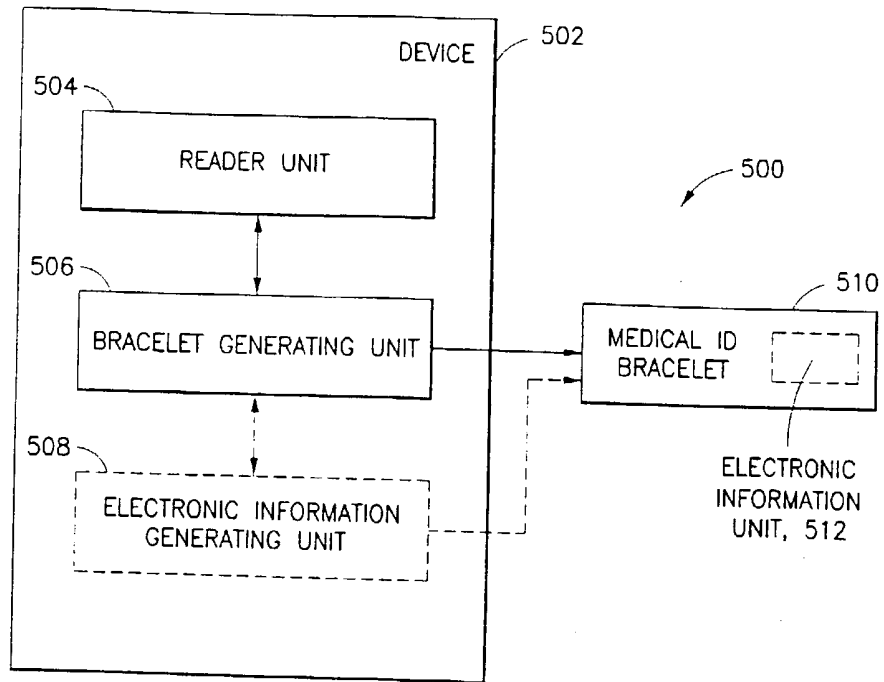 DEVICE
502
504
READER UNIT
500
506
BRACELET GENERATING UNIT
510
MEDICAL ID
BRACELET
508
ELECTRONIC INFORMATION
GENERATING UNIT
ELECTRONIC
INFORMATION
UNIT, 512